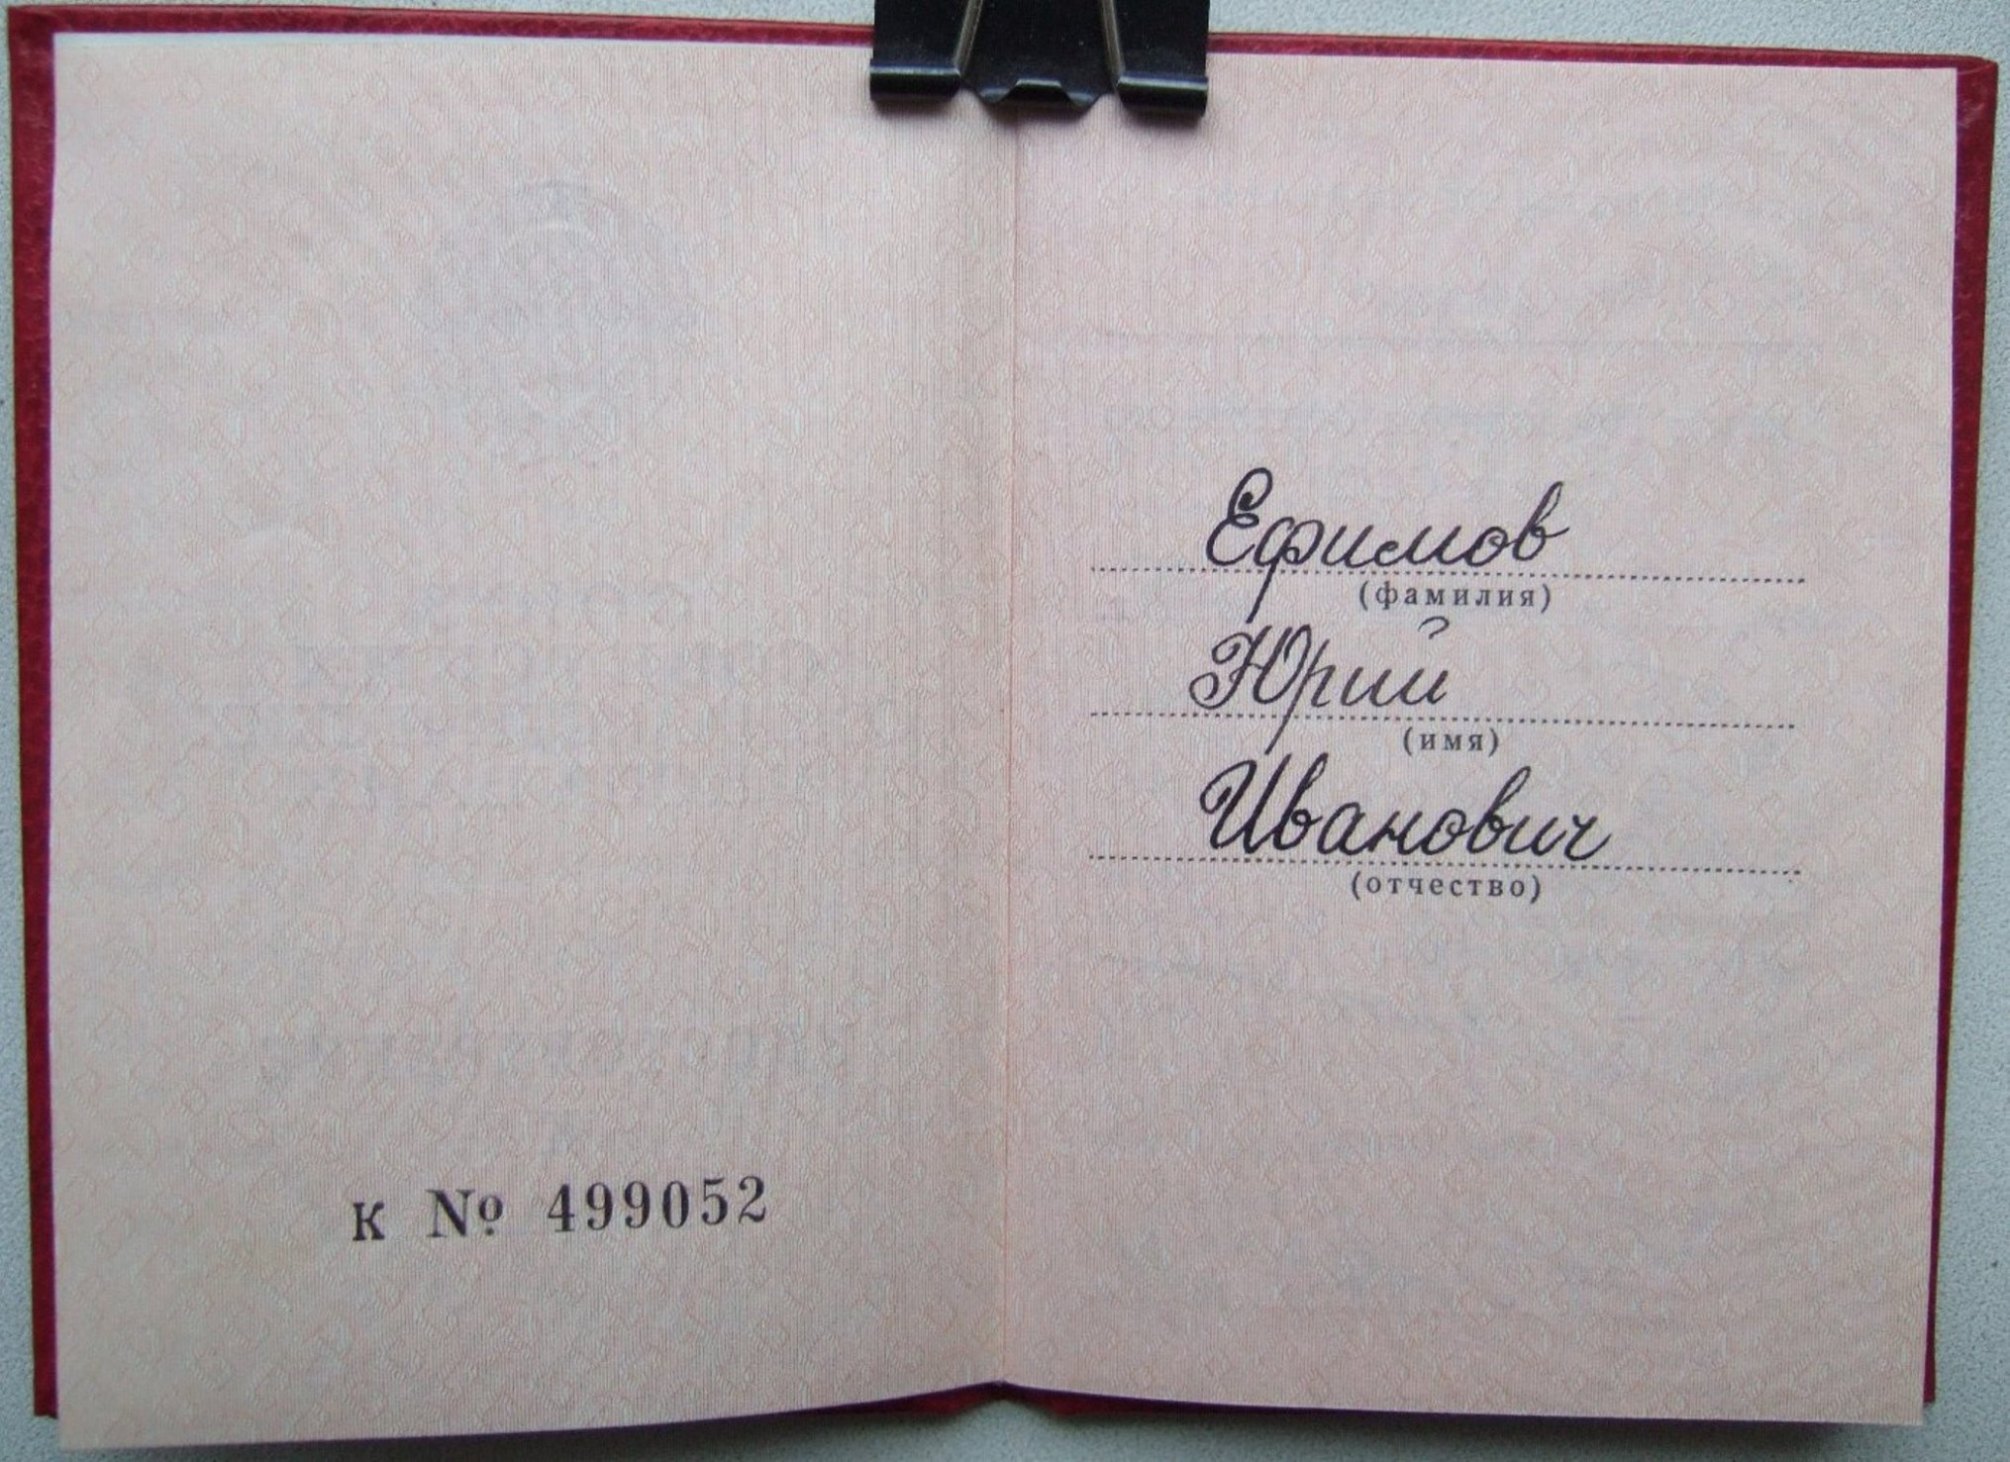 к № 499052
Ефимов
(фамилия)
Юрий
(имя)
Иванович
(отчество)